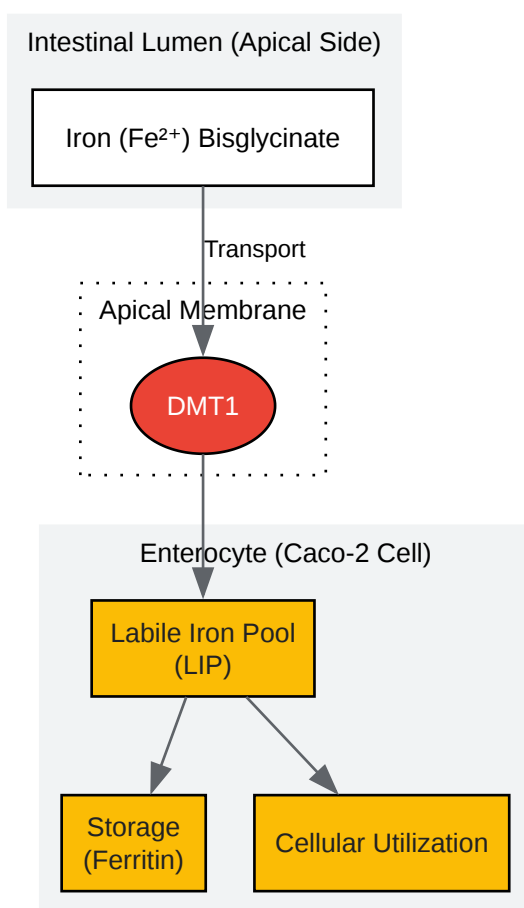 Intestinal Lumen (Apical Side)
Iron (Fe²⁺) Bisglycinate
Transport
Apical Membrane
DMT1
Enterocyte (Caco-2 Cell)
Labile Iron Pool
(LIP)
Storage
(Ferritin)
Cellular Utilization